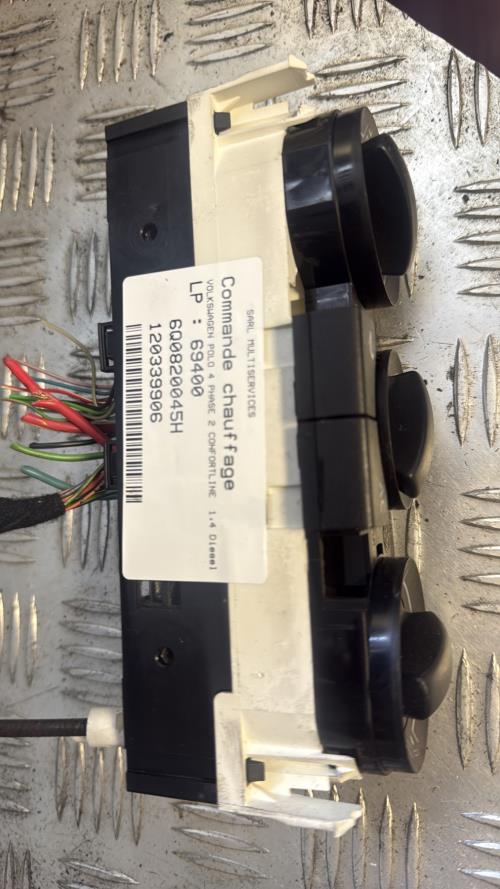 SARL MULTISERVICES
Commande chauffage
VOLKSWAGEN POLO 4 PHASE 2 CONFORTLINE 1.4 Diesel
LP : 69400
6Q0820045H
120339906